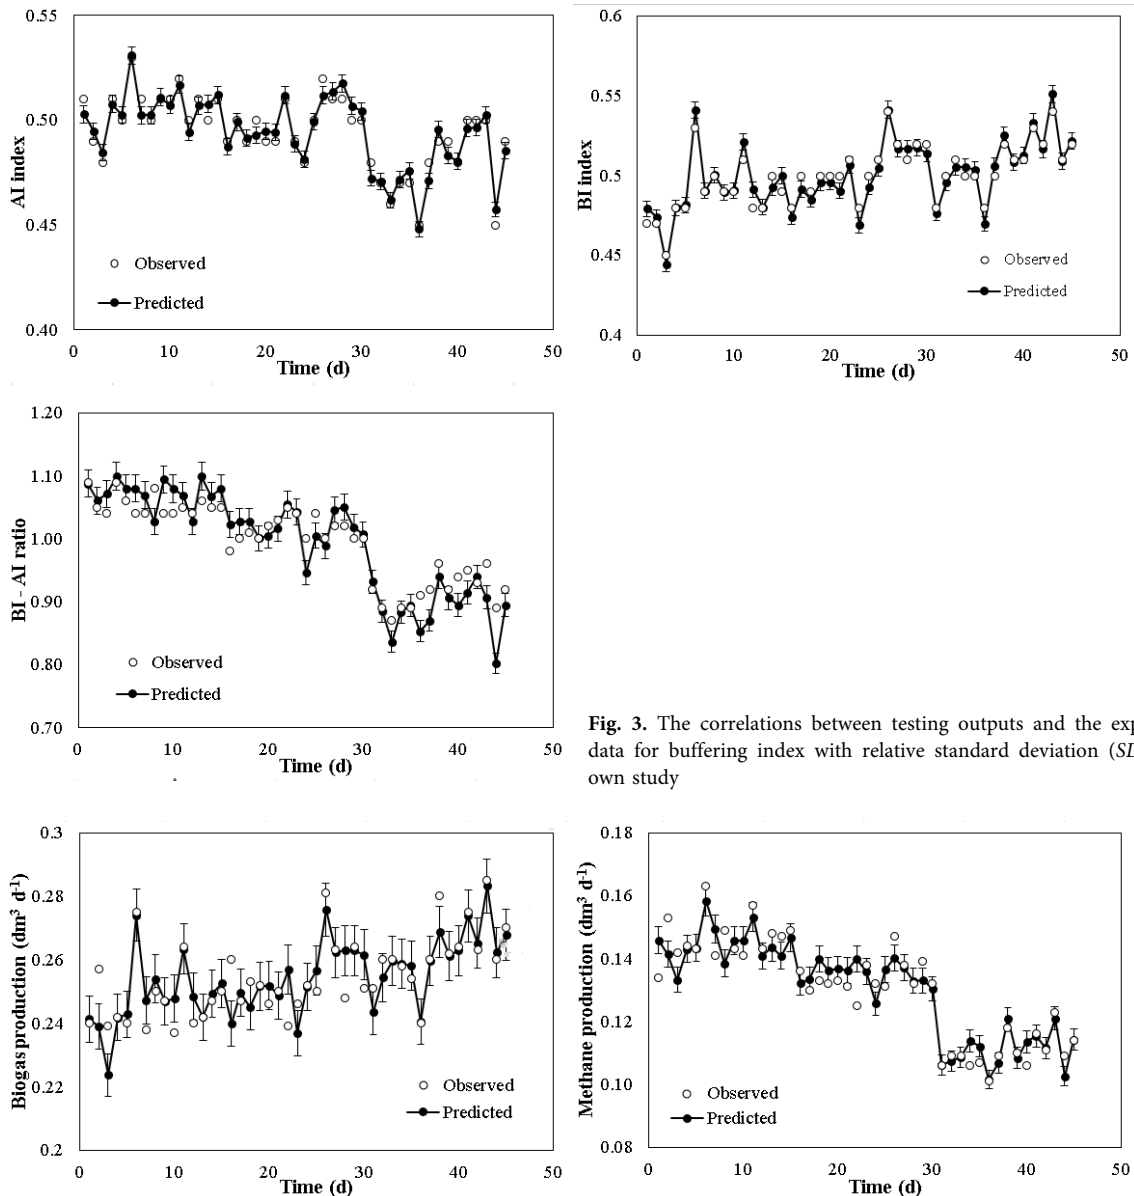 0.55
0.50
0.45
0.40
AI index
Observed
Predicted
0 10 20 30 40 50
Time (d)
0.6
0.55
0.5
0.45
0.4
BI index
Observed
Predicted
0 10 20 30 40 50
Time (d)
1.20
1.10
1.00
0.90
0.80
0.70
BI - AI ratio
Observed
Predicted
0 10 20 30 40 50
Time (d)
Fig. 3. The correlations between testing outputs and the exp
data for buffering index with relative standard deviation (SD
own study
0.3
0.28
0.26
0.24
0.22
0.2
Biogas production (dm³ d⁻¹)
Observed
Predicted
0 10 20 30 40 50
Time (d)
0.18
0.16
0.14
0.12
0.10
0.08
Methane production (dm³ d⁻¹)
Observed
Predicted
0 10 20 30 40 50
Time (d)